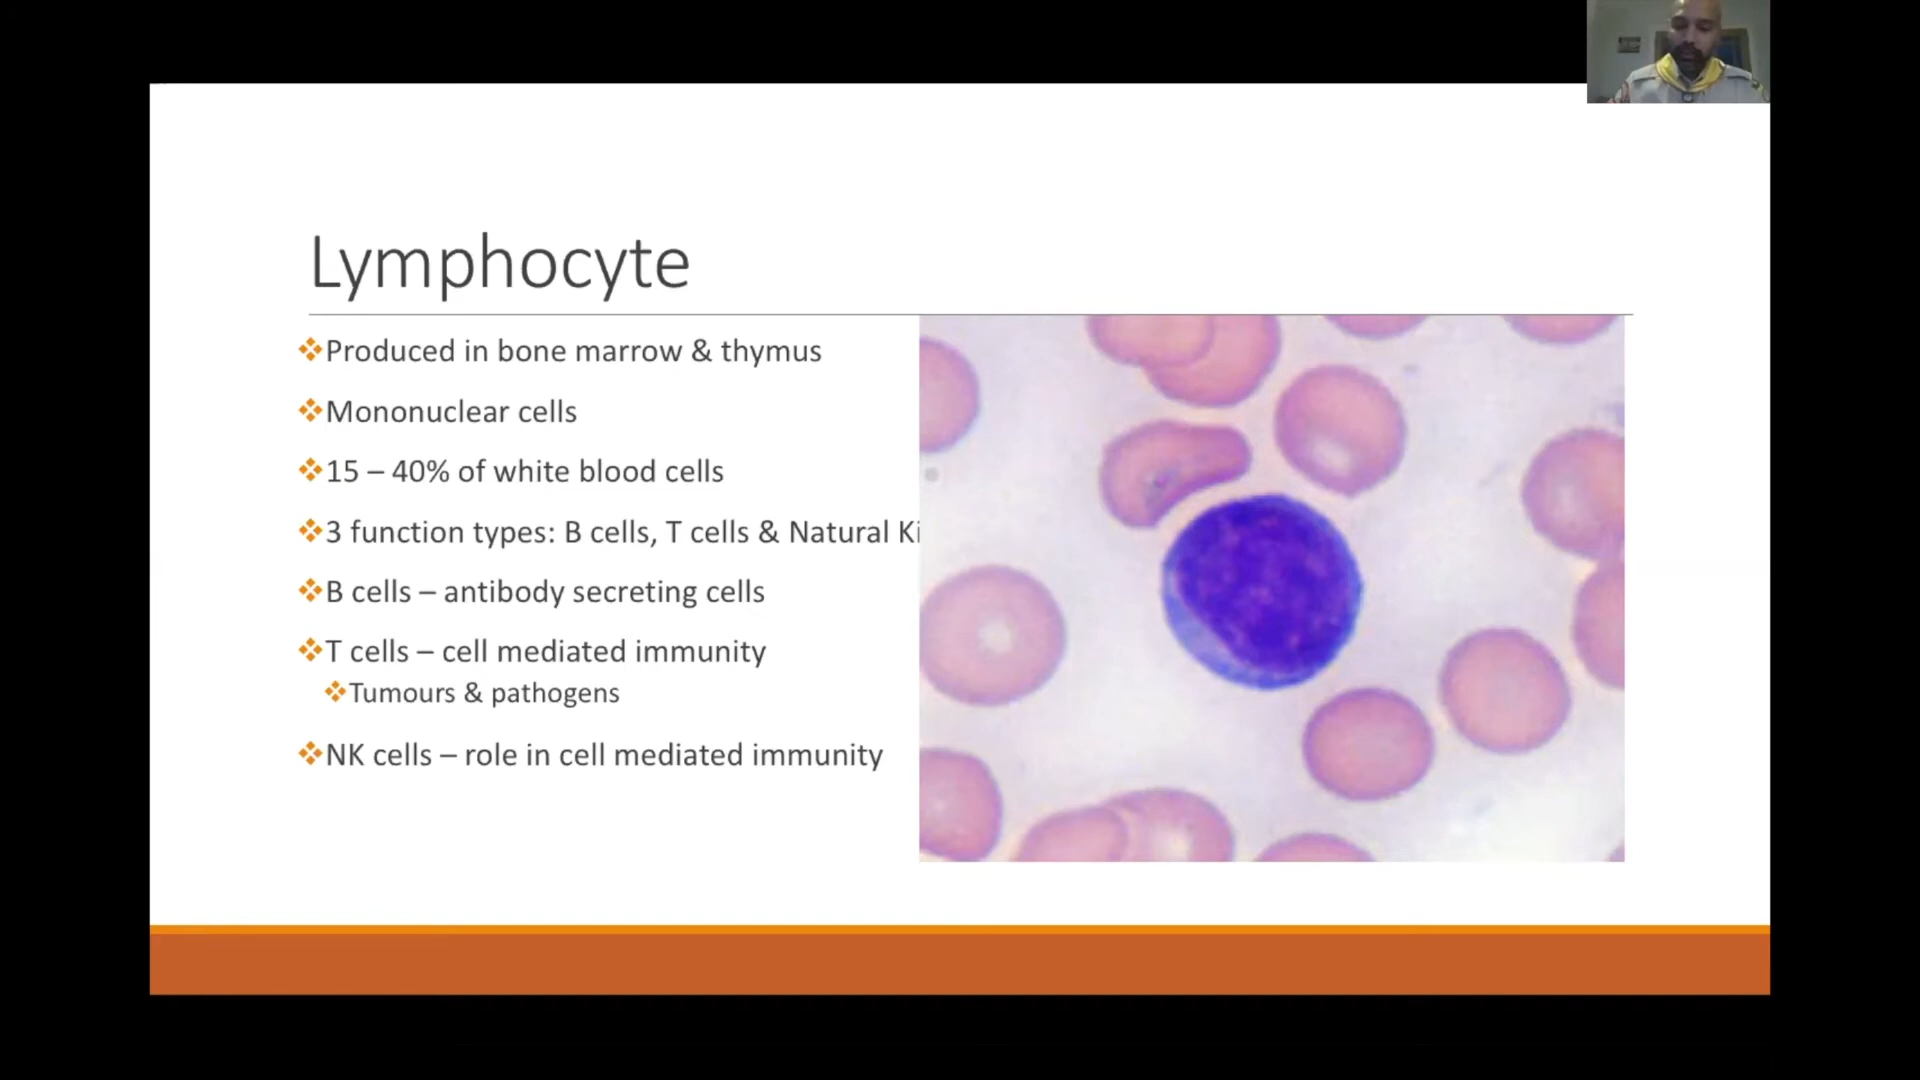 Lymphocyte
Produced in bone marrow & thymus
Mononuclear cells
15 – 40% of white blood cells
3 function types: B cells, T cells & Natural Ki
B cells – antibody secreting cells
T cells – cell mediated immunity
Tumours & pathogens
NK cells – role in cell mediated immunity